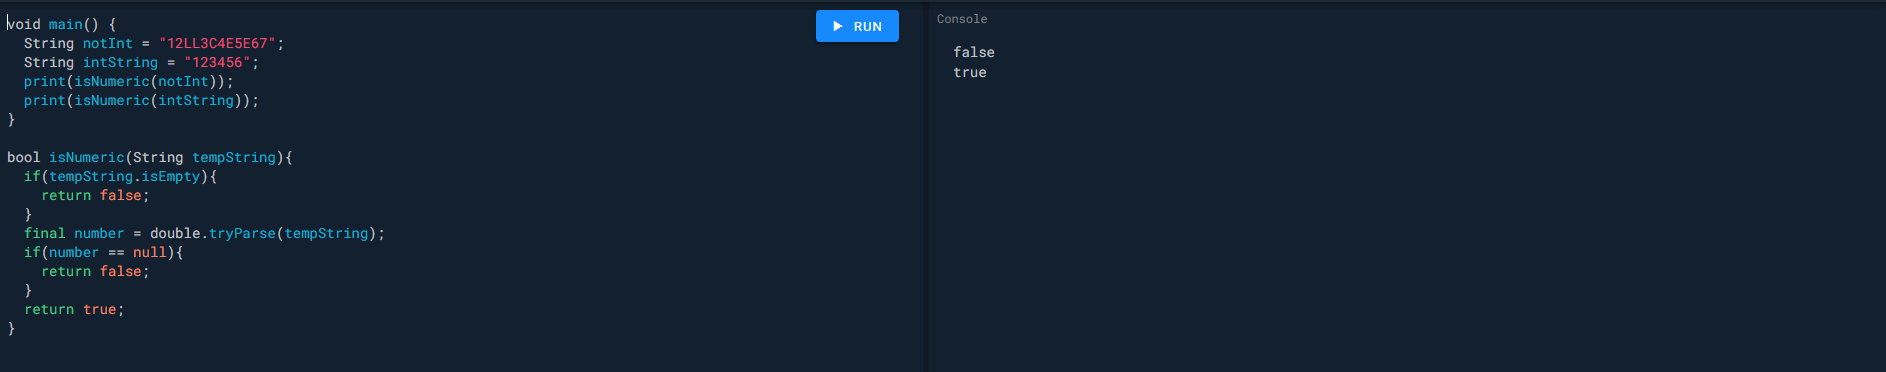 void main() {
  String notInt = "12LL3C4E5E67";
  String intString = "123456";
  print(isNumeric(notInt));
  print(isNumeric(intString));
}

bool isNumeric(String tempString){
  if(tempString.isEmpty){
    return false;
  }
  final number = double.tryParse(tempString);
  if(number == null){
    return false;
  }
  return true;
}
RUN
Console
false
true